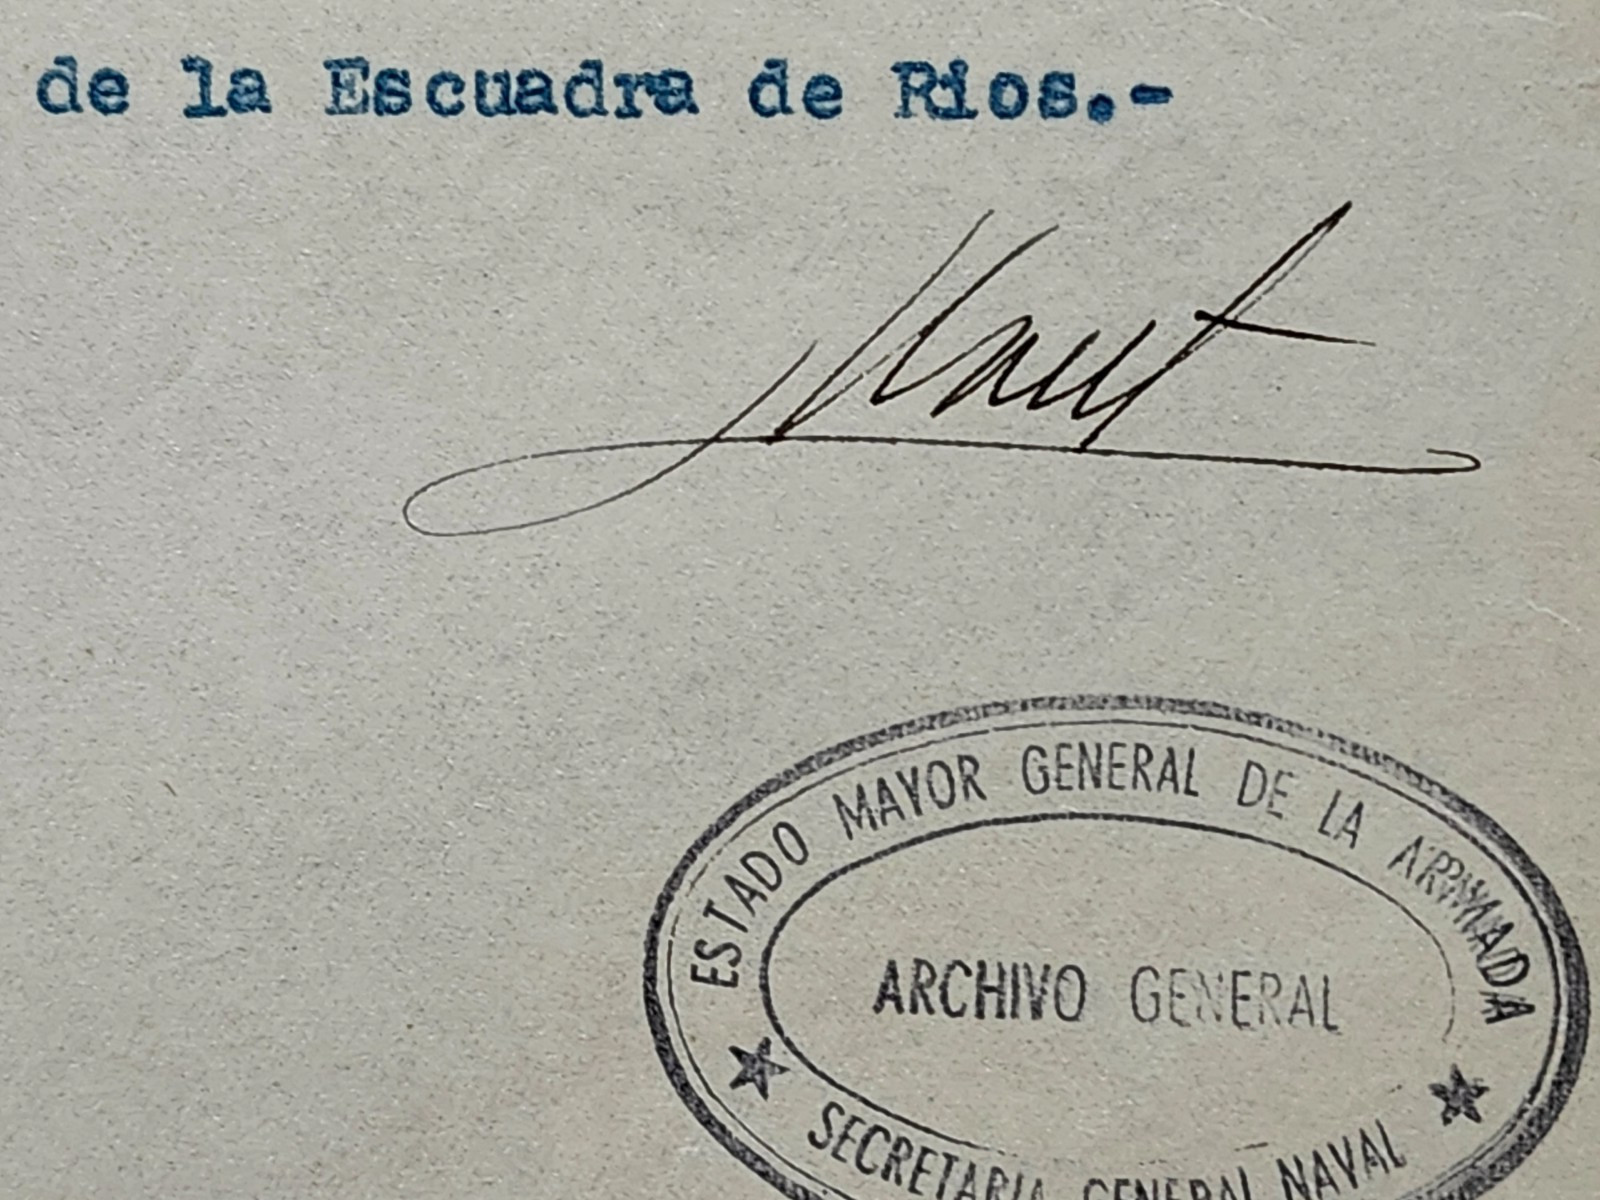 de la Escuadra de Rios.-
ESTADO MAYOR GENERAL DE LA ARMADA
ARCHIVO GENERAL
SECRETARIA GENERAL NAVAL